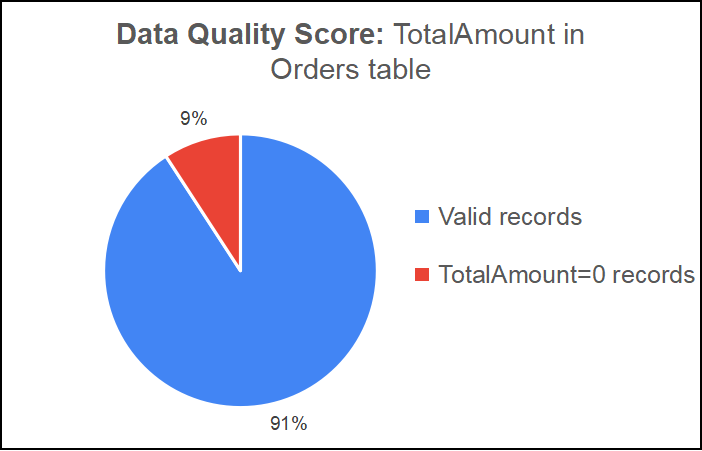 Data Quality Score: TotalAmount in
Orders table
9%
Valid records
TotalAmount=0 records
91%